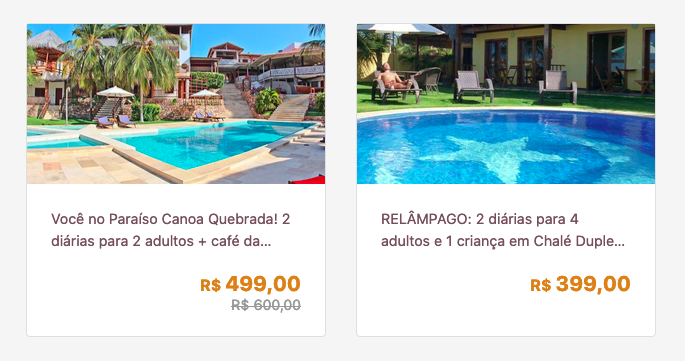 Você no Paraíso Canoa Quebrada! 2
diárias para 2 adultos + café da...
R$ 499,00
R$ 600,00
RELÂMPAGO: 2 diárias para 4
adultos e 1 criança em Chalé Duple...
R$ 399,00